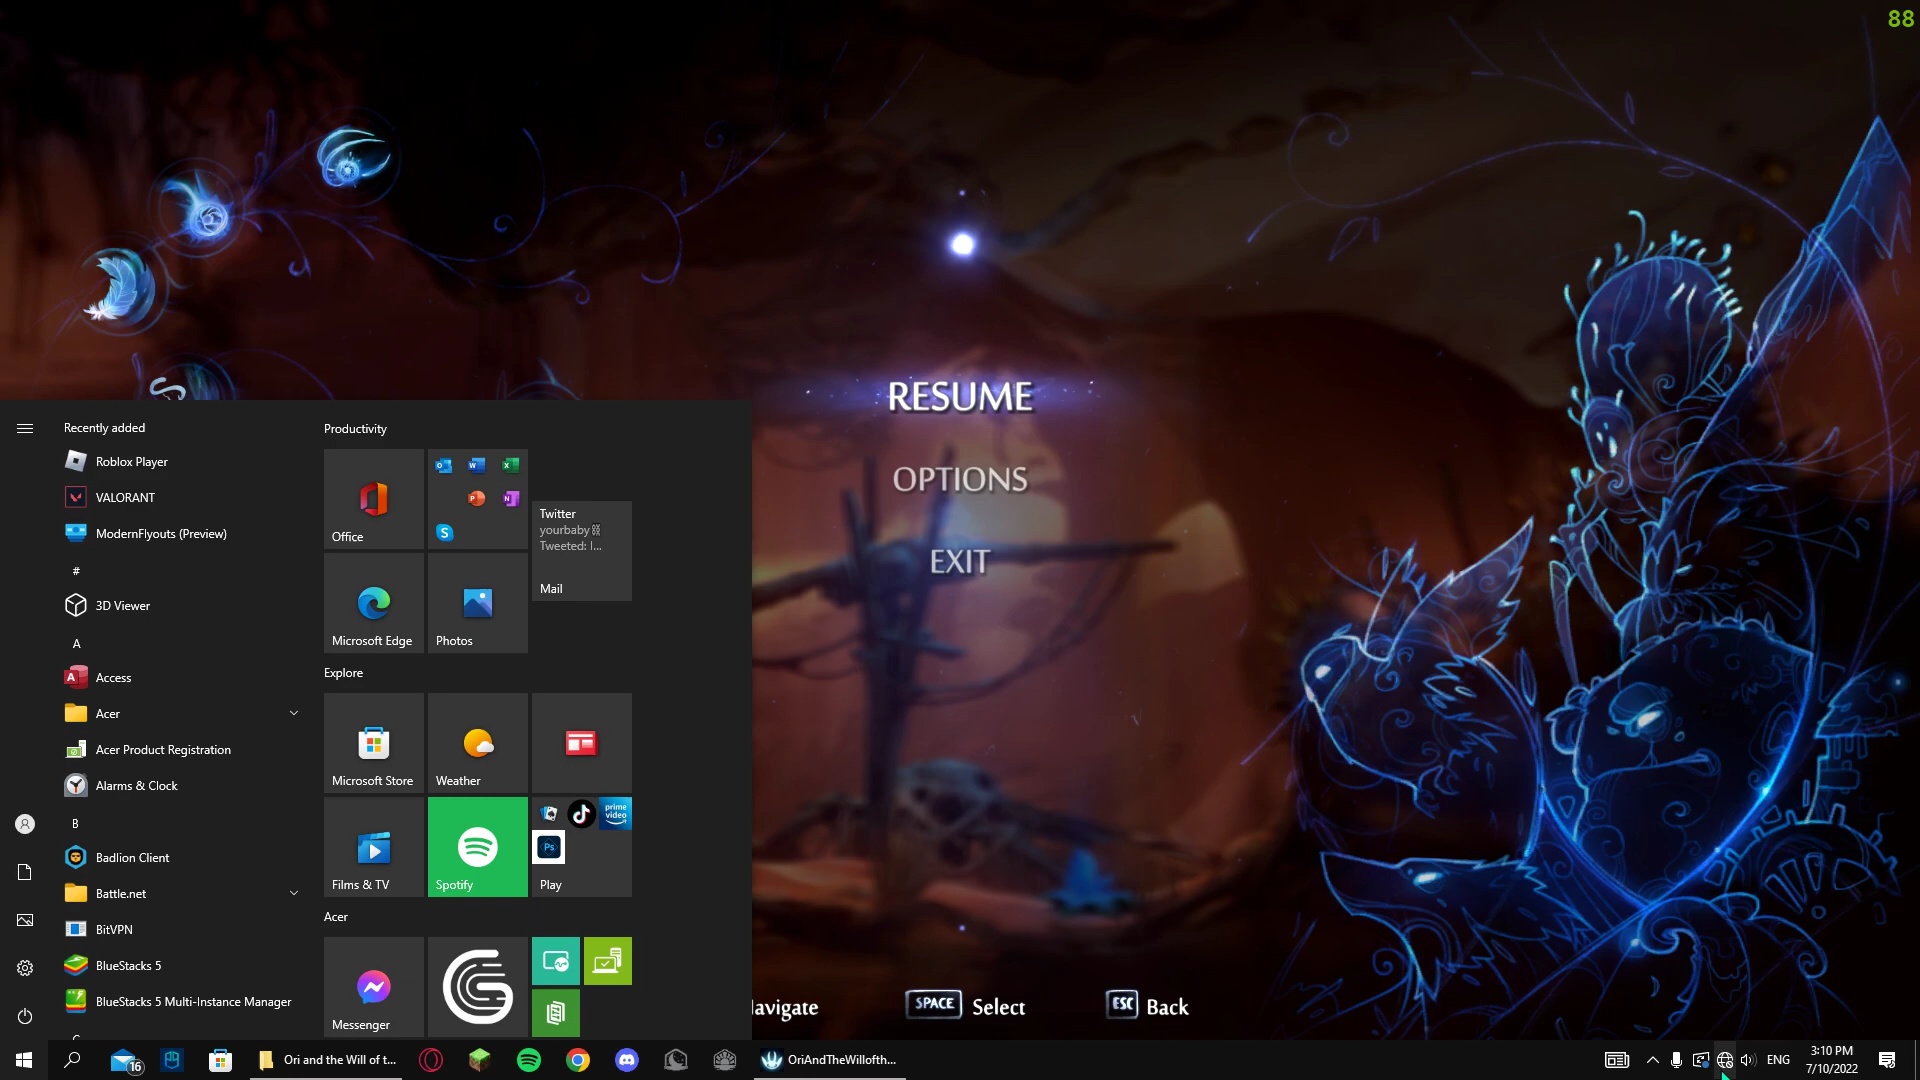 88
RESUME
OPTIONS
EXIT
avigate
SPACE Select
ESC Back
Recently added
Roblox Player
VALORANT
ModernFlyouts (Preview)
#
3D Viewer
A
Access
Acer
Acer Product Registration
Alarms & Clock
B
Badlion Client
Battle.net
BitVPN
BlueStacks 5
BlueStacks 5 Multi-Instance Manager
Productivity
Office
Twitter
yourbaby
Tweeted: I...
Mail
Microsoft Edge
Photos
Explore
Microsoft Store
Weather
Films & TV
Spotify
prime video
Ps
Play
Acer
Messenger
16
Ori and the Will of t...
OriAndTheWillofth...
ENG
3:10 PM
7/10/2022